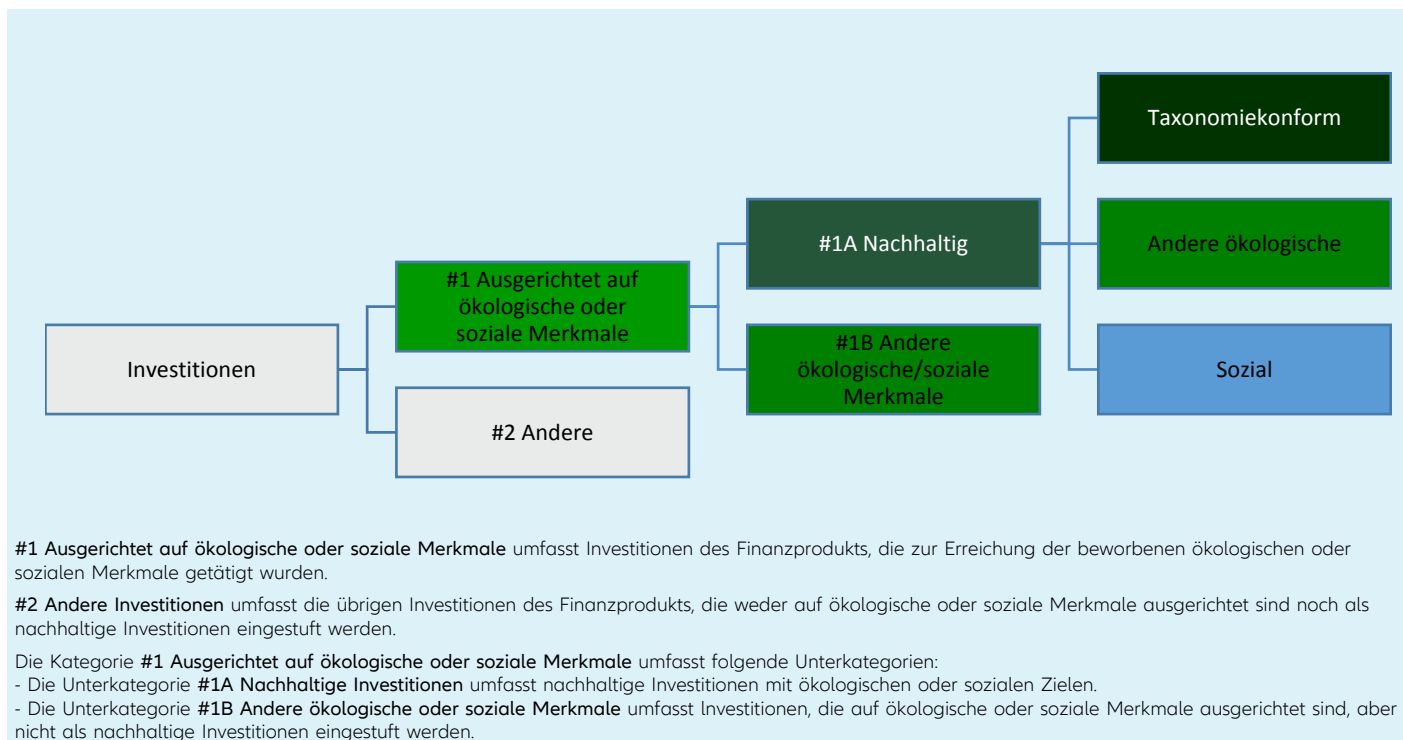 Taxonomiekonform
#1A Nachhaltig
Andere ökologische
#1 Ausgerichtet auf
ökologische oder
soziale Merkmale
Investitionen
#1B Andere
ökologische/soziale
Merkmale
Sozial
#2 Andere
#1 Ausgerichtet auf ökologische oder soziale Merkmale umfasst Investitionen des Finanzprodukts, die zur Erreichung der beworbenen ökologischen oder
sozialen Merkmale getätigt wurden.
#2 Andere Investitionen umfasst die übrigen Investitionen des Finanzprodukts, die weder auf ökologische oder soziale Merkmale ausgerichtet sind noch als
nachhaltige Investitionen eingestuft werden.
Die Kategorie #1 Ausgerichtet auf ökologische oder soziale Merkmale umfasst folgende Unterkategorien:
- Die Unterkategorie #1A Nachhaltige Investitionen umfasst nachhaltige Investitionen mit ökologischen oder sozialen Zielen.
- Die Unterkategorie #1B Andere ökologische oder soziale Merkmale umfasst lnvestitionen, die auf ökologische oder soziale Merkmale ausgerichtet sind, aber
nicht als nachhaltige Investitionen eingestuft werden.